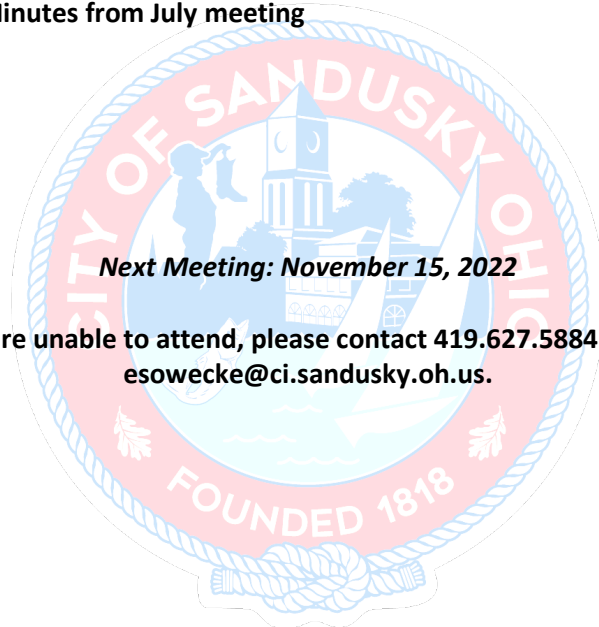 Minutes from July meeting
CITY OF SANDUSKY OHIO
Next Meeting: November 15, 2022
re unable to attend, please contact 419.627.5884
esowecke@ci.sandusky.oh.us.
FOUNDED 1818